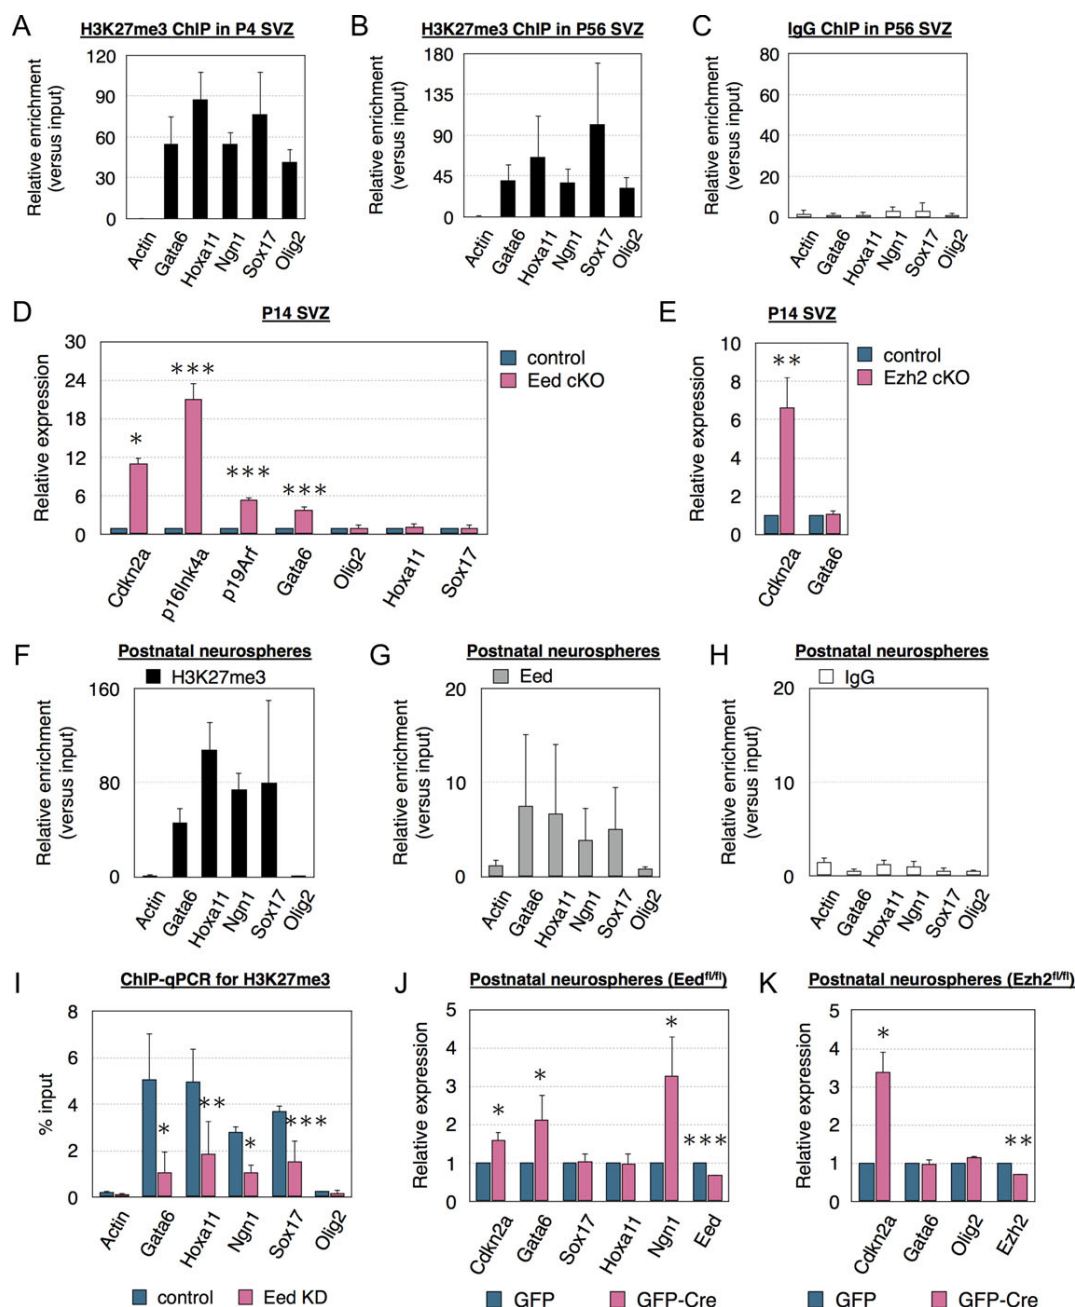 A
H3K27me3 ChIP in P4 SVZ
Relative enrichment
(versus input)
120
90
60
30
0
Actin
Gata6
Hoxa11
Ngn1
Sox17
Olig2
B
H3K27me3 ChIP in P56 SVZ
Relative enrichment
(versus input)
180
135
90
45
0
Actin
Gata6
Hoxa11
Ngn1
Sox17
Olig2
C
IgG ChIP in P56 SVZ
Relative enrichment
(versus input)
80
60
40
20
0
Actin
Gata6
Hoxa11
Ngn1
Sox17
Olig2
D
P14 SVZ
Relative expression
30
24
18
12
6
0
*
***
***
***
control
Eed cKO
Cdkn2a
p16Ink4a
p19Arf
Gata6
Olig2
Hoxa11
Sox17
E
P14 SVZ
Relative expression
10
8
6
4
2
0
**
control
Ezh2 cKO
Cdkn2a
Gata6
F
Postnatal neurospheres
H3K27me3
Relative enrichment
(versus input)
160
80
0
Actin
Gata6
Hoxa11
Ngn1
Sox17
Olig2
G
Postnatal neurospheres
Eed
Relative enrichment
(versus input)
20
10
0
Actin
Gata6
Hoxa11
Ngn1
Sox17
Olig2
H
Postnatal neurospheres
IgG
Relative enrichment
(versus input)
20
10
0
Actin
Gata6
Hoxa11
Ngn1
Sox17
Olig2
I
ChIP-qPCR for H3K27me3
% input
8
6
4
2
0
*
**
*
***
Actin
Gata6
Hoxa11
Ngn1
Sox17
Olig2
control
Eed KD
J
Postnatal neurospheres (Eedfl/fl)
Relative expression
5
4
3
2
1
0
*
*
*
***
Cdkn2a
Gata6
Sox17
Hoxa11
Ngn1
Eed
GFP
GFP-Cre
K
Postnatal neurospheres (Ezh2fl/fl)
Relative expression
5
4
3
2
1
0
*
**
Cdkn2a
Gata6
Olig2
Ezh2
GFP
GFP-Cre